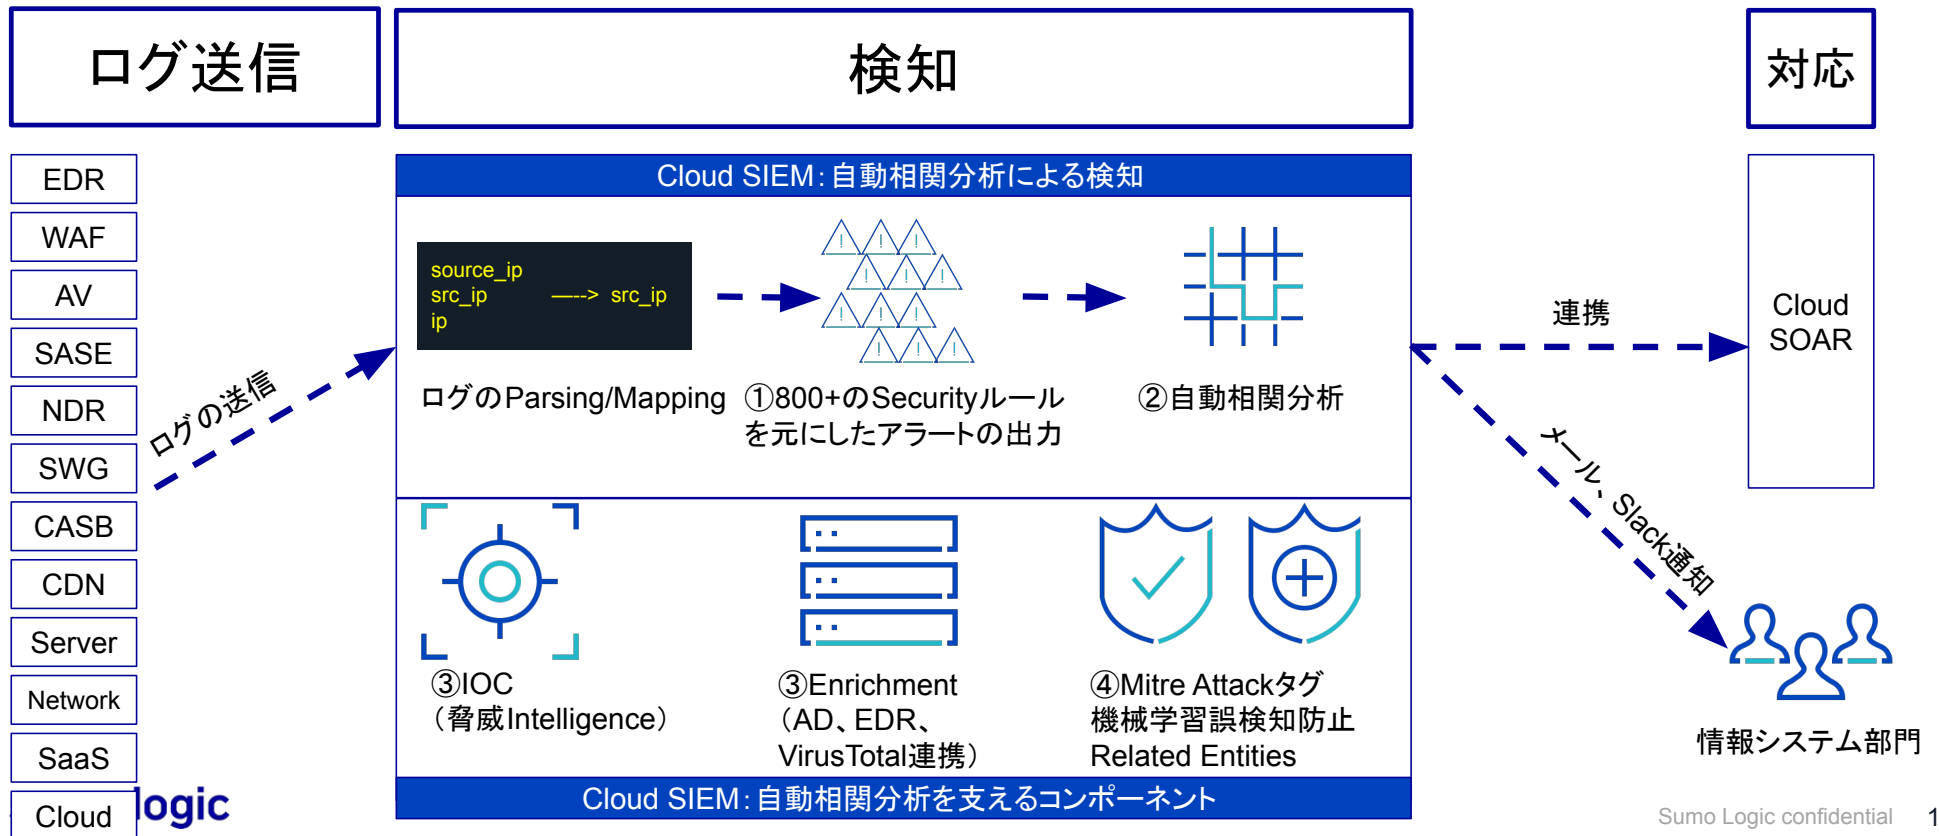 ログ送信
検知
対応
EDR
WAF
AV
SASE
NDR
SWG
CASB
CDN
Server
Network
SaaS
Cloud
ログの送信
Cloud SIEM：自動相関分析による検知
source_ip
src_ip —--> src_ip
ip
ログのParsing/Mapping
①800+のSecurityルール
を元にしたアラートの出力
②自動相関分析
③IOC
（脅威Intelligence）
③Enrichment
（AD、EDR、
VirusTotal連携）
④Mitre Attackタグ
機械学習誤検知防止
Related Entities
Cloud SIEM：自動相関分析を支えるコンポーネント
連携
メール、Slack通知
Cloud
SOAR
情報システム部門
logic
Sumo Logic confidential 1